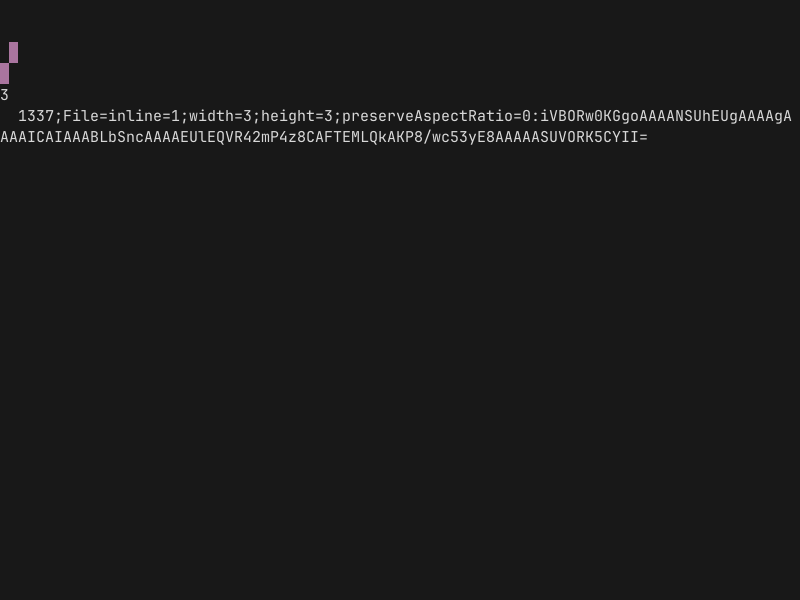 3
1337;File=inline=1;width=3;height=3;preserveAspectRatio=0:iVBORw0KGgoAAAANSUhEUgAAAAgA
AAAICAIAAABLbSncAAAAEUlEQVR42mP4z8CAFTEMLQkAKP8/wc53yE8AAAAASUVORK5CYII=